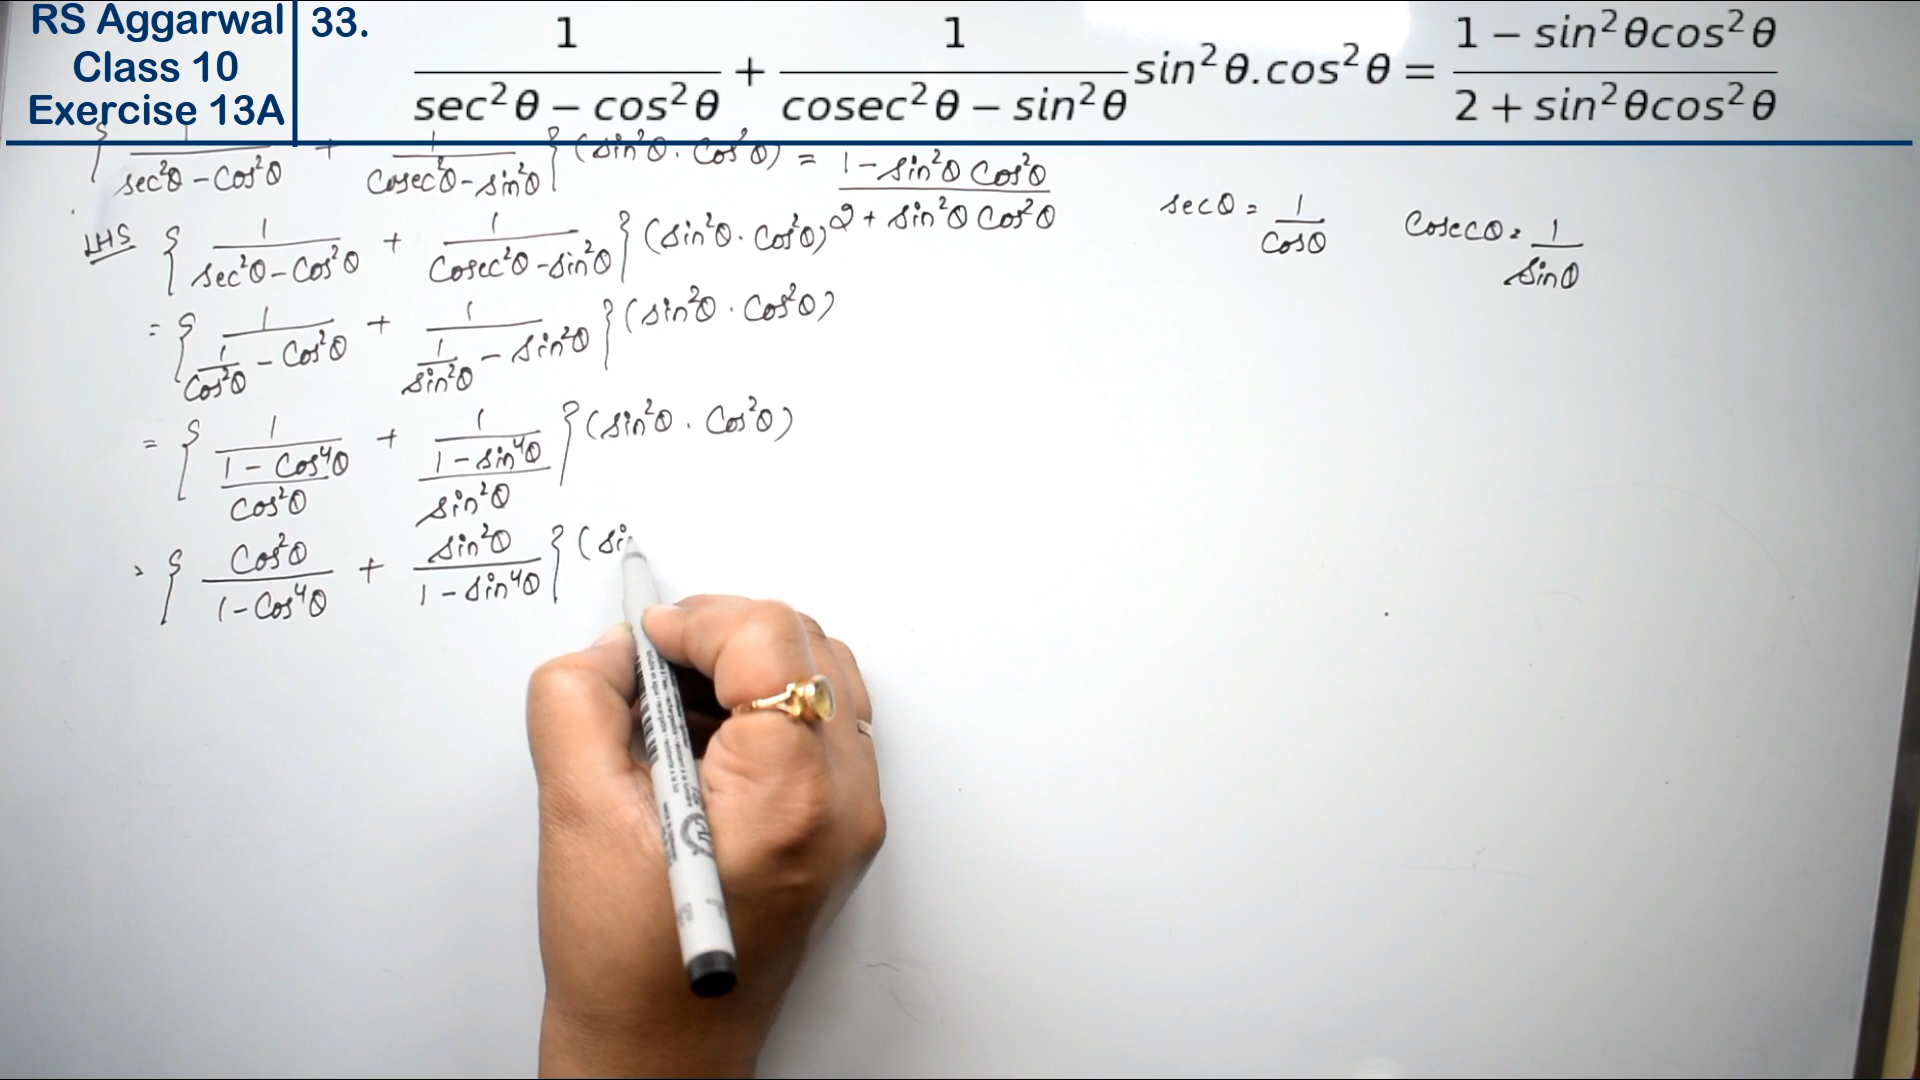 RS Aggarwal
Class 10
Exercise 13A
33.
1/(sec²θ − cos²θ) + 1/(cosec²θ − sin²θ) sin²θ.cos²θ = (1 − sin²θcos²θ)/(2 + sin²θcos²θ)
{ 1/(sec²θ − Cos²θ) + 1/(Cosec²θ − sin²θ) } (sin²θ . Cos²θ) = (1 − sin²θ Cos²θ)/(2 + sin²θ Cos²θ)
secθ = 1/Cosθ Cosecθ = 1/Sinθ
LHS { 1/(sec²θ − Cos²θ) + 1/(Cosec²θ − sin²θ) } (sin²θ . Cos²θ)
= { 1/(1/Cos²θ − Cos²θ) + 1/(1/sin²θ − sin²θ) } (sin²θ . Cos²θ)
= { 1/((1 − Cos⁴θ)/Cos²θ) + 1/((1 − sin⁴θ)/sin²θ) } (sin²θ . Cos²θ)
= { Cos²θ/(1 − Cos⁴θ) + sin²θ/(1 − sin⁴θ) } (si